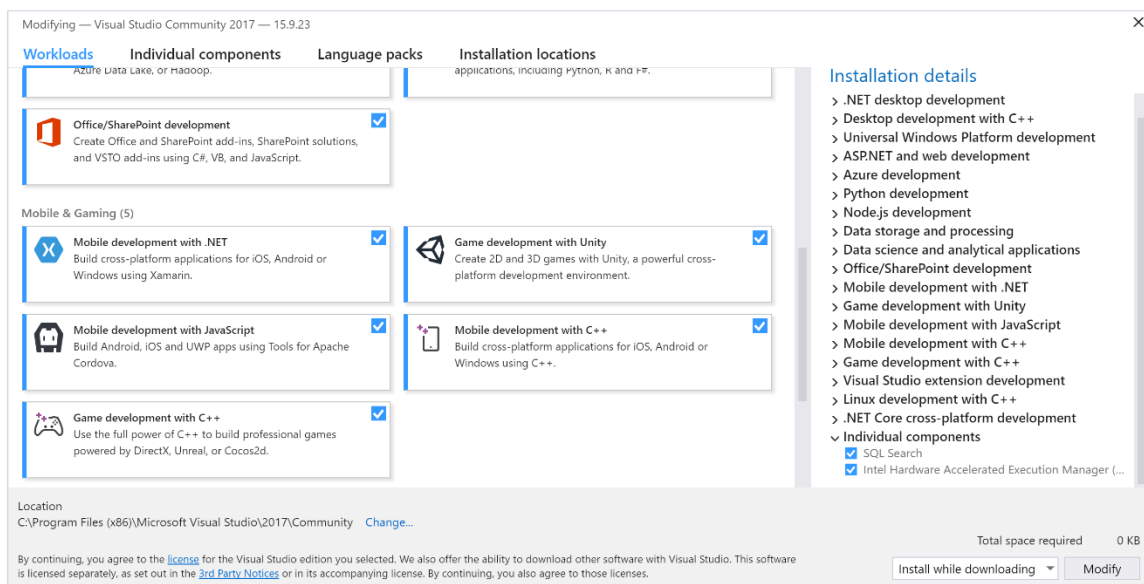 Modifying — Visual Studio Community 2017 — 15.9.23
Workloads
Individual components
Language packs
Installation locations
Azure Data Lake, or Hadoop.
applications, including Python, R and F#.
Office/SharePoint development
Create Office and SharePoint add-ins, SharePoint solutions,
and VSTO add-ins using C#, VB, and JavaScript.
Mobile & Gaming (5)
Mobile development with .NET
Build cross-platform applications for iOS, Android or
Windows using Xamarin.
Game development with Unity
Create 2D and 3D games with Unity, a powerful cross-
platform development environment.
Mobile development with JavaScript
Build Android, iOS and UWP apps using Tools for Apache
Cordova.
Mobile development with C++
Build cross-platform applications for iOS, Android or
Windows using C++.
Game development with C++
Use the full power of C++ to build professional games
powered by DirectX, Unreal, or Cocos2d.
Installation details
.NET desktop development
Desktop development with C++
Universal Windows Platform development
ASP.NET and web development
Azure development
Python development
Node.js development
Data storage and processing
Data science and analytical applications
Office/SharePoint development
Mobile development with .NET
Game development with Unity
Mobile development with JavaScript
Mobile development with C++
Game development with C++
Visual Studio extension development
Linux development with C++
.NET Core cross-platform development
Individual components
SQL Search
Intel Hardware Accelerated Execution Manager (...
Location
C:\Program Files (x86)\Microsoft Visual Studio\2017\Community Change...
By continuing, you agree to the license for the Visual Studio edition you selected. We also offer the ability to download other software with Visual Studio. This software
is licensed separately, as set out in the 3rd Party Notices or in its accompanying license. By continuing, you also agree to those licenses.
Total space required 0 KB
Install while downloading
Modify